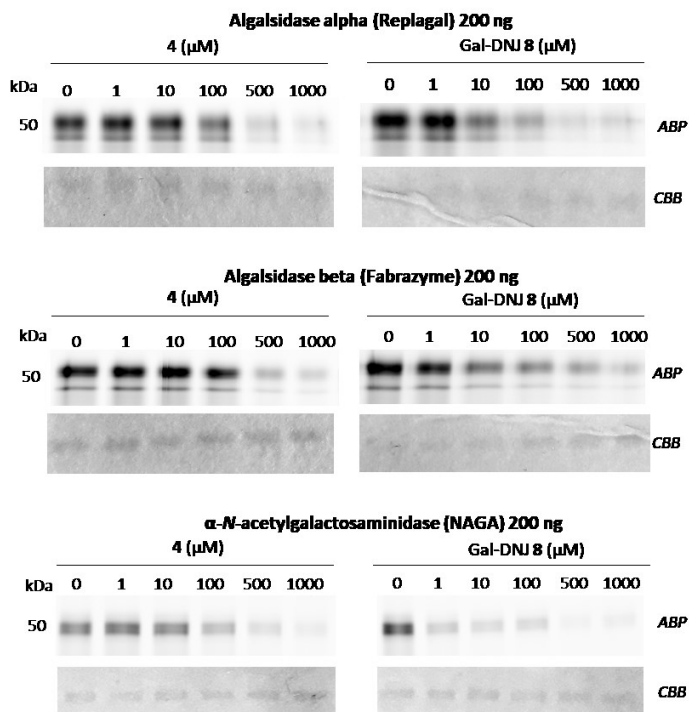 Algalsidase alpha (Replagal) 200 ng
4 (µM) Gal-DNJ 8 (µM)
kDa 0 1 10 100 500 1000 0 1 10 100 500 1000
50 ABP
CBB
Algalsidase beta (Fabrazyme) 200 ng
4 (µM) Gal-DNJ 8 (µM)
kDa 0 1 10 100 500 1000 0 1 10 100 500 1000
50 ABP
CBB
α-N-acetylgalactosaminidase (NAGA) 200 ng
4 (µM) Gal-DNJ 8 (µM)
kDa 0 1 10 100 500 1000 0 1 10 100 500 1000
50 ABP
CBB